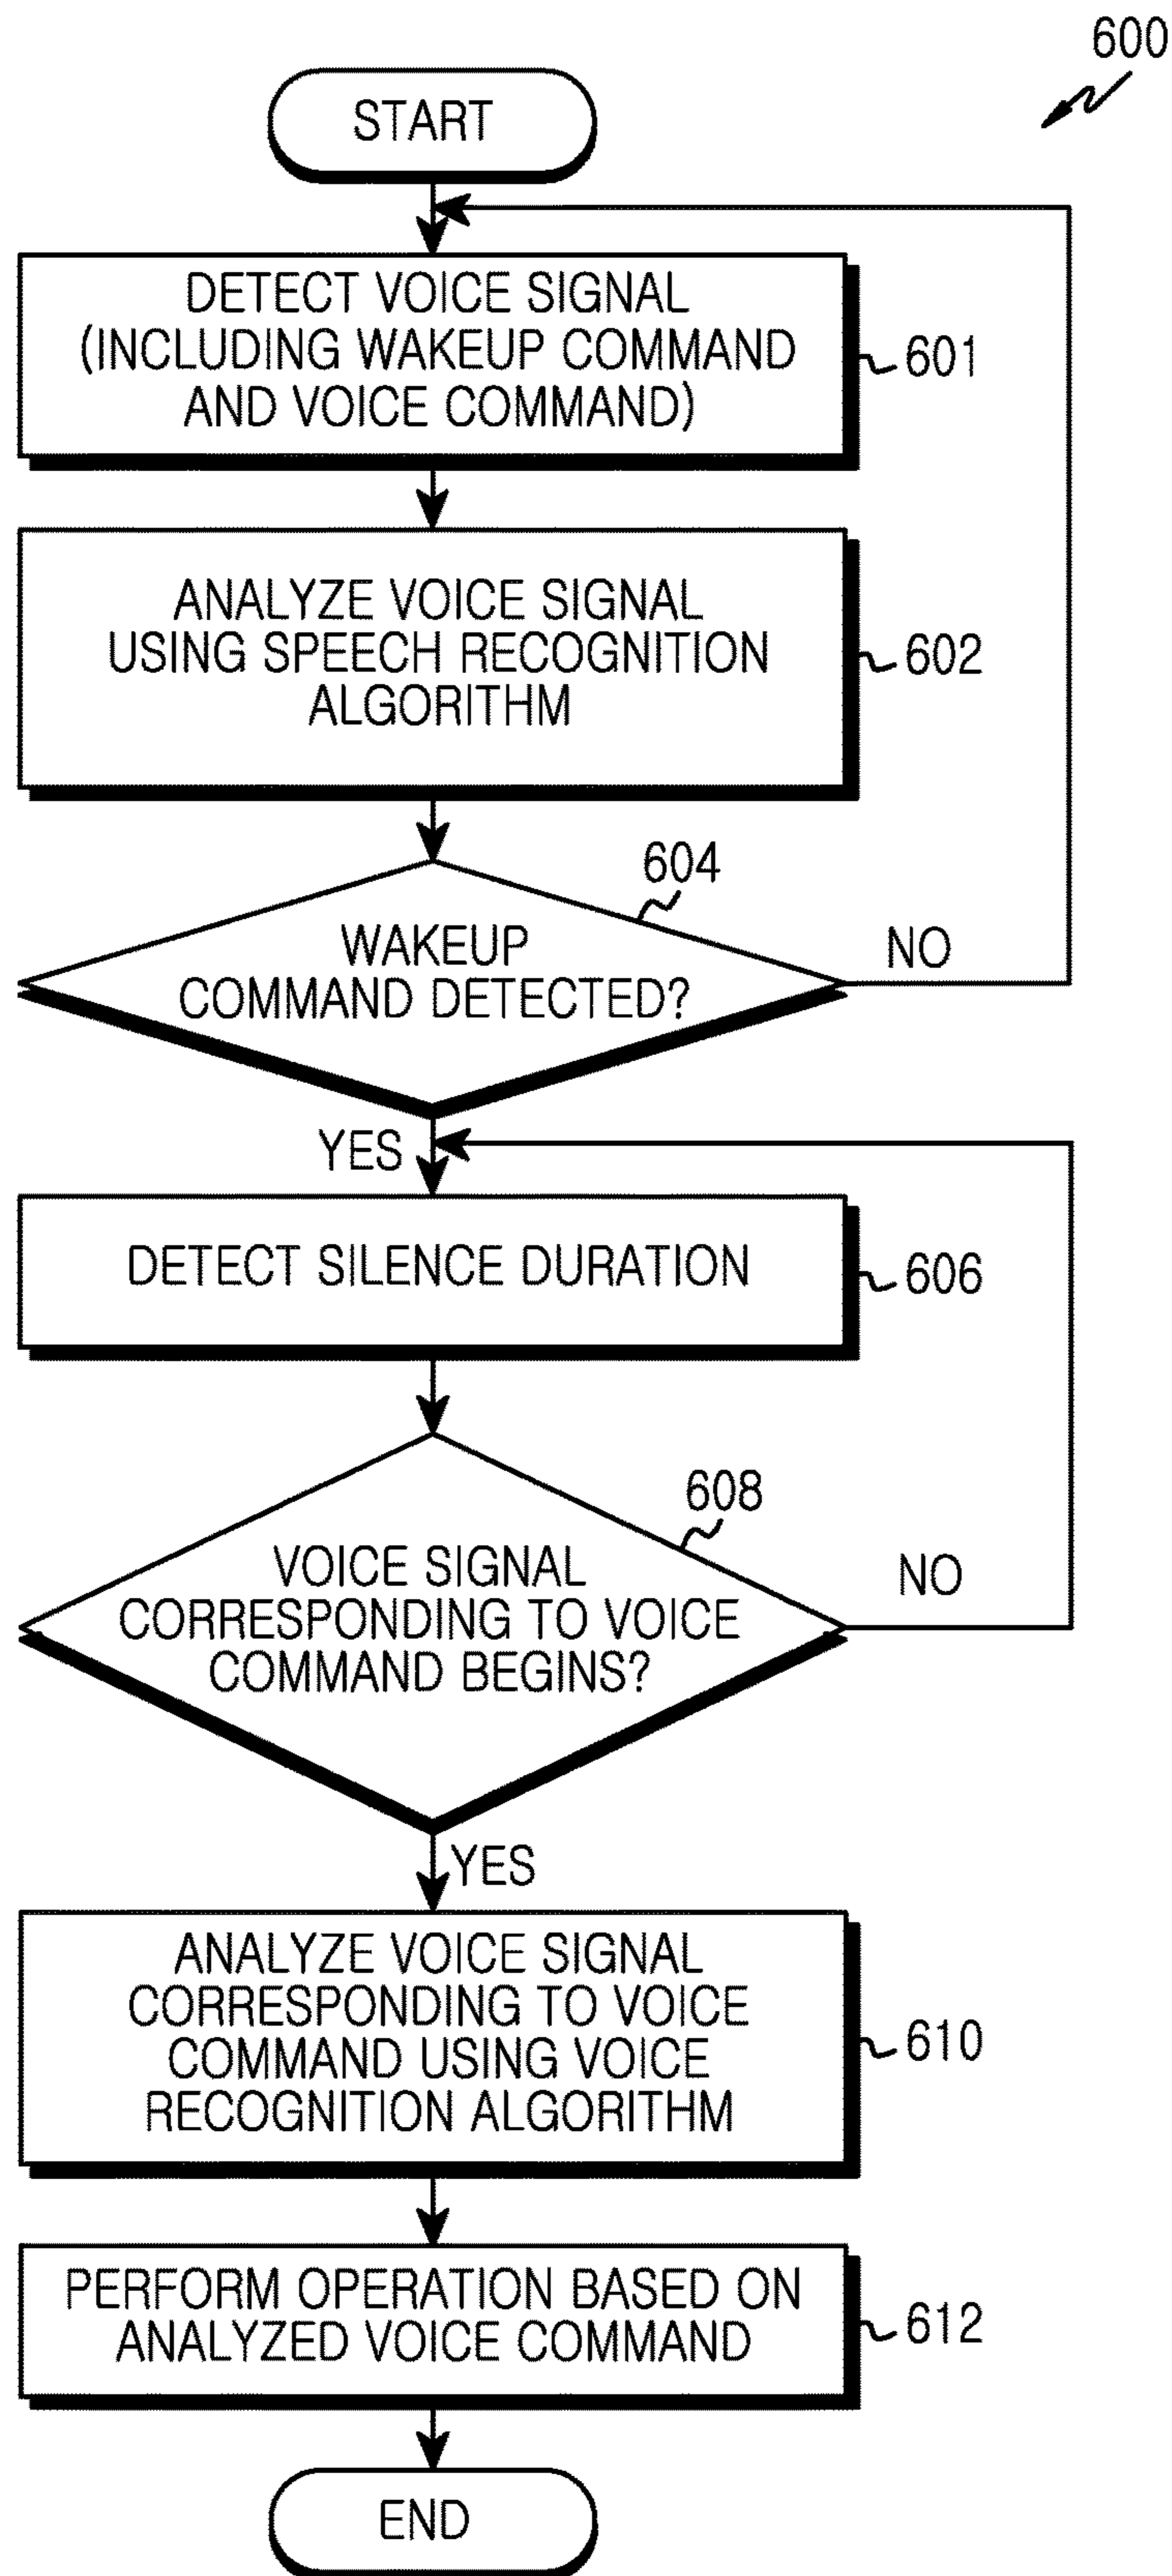 600
START
DETECT VOICE SIGNAL
(INCLUDING WAKEUP COMMAND
AND VOICE COMMAND)
601
ANALYZE VOICE SIGNAL
USING SPEECH RECOGNITION
ALGORITHM
602
604
WAKEUP
COMMAND DETECTED?
NO
YES
DETECT SILENCE DURATION
606
608
VOICE SIGNAL
CORRESPONDING TO VOICE
COMMAND BEGINS?
NO
YES
ANALYZE VOICE SIGNAL
CORRESPONDING TO VOICE
COMMAND USING VOICE
RECOGNITION ALGORITHM
610
PERFORM OPERATION BASED ON
ANALYZED VOICE COMMAND
612
END